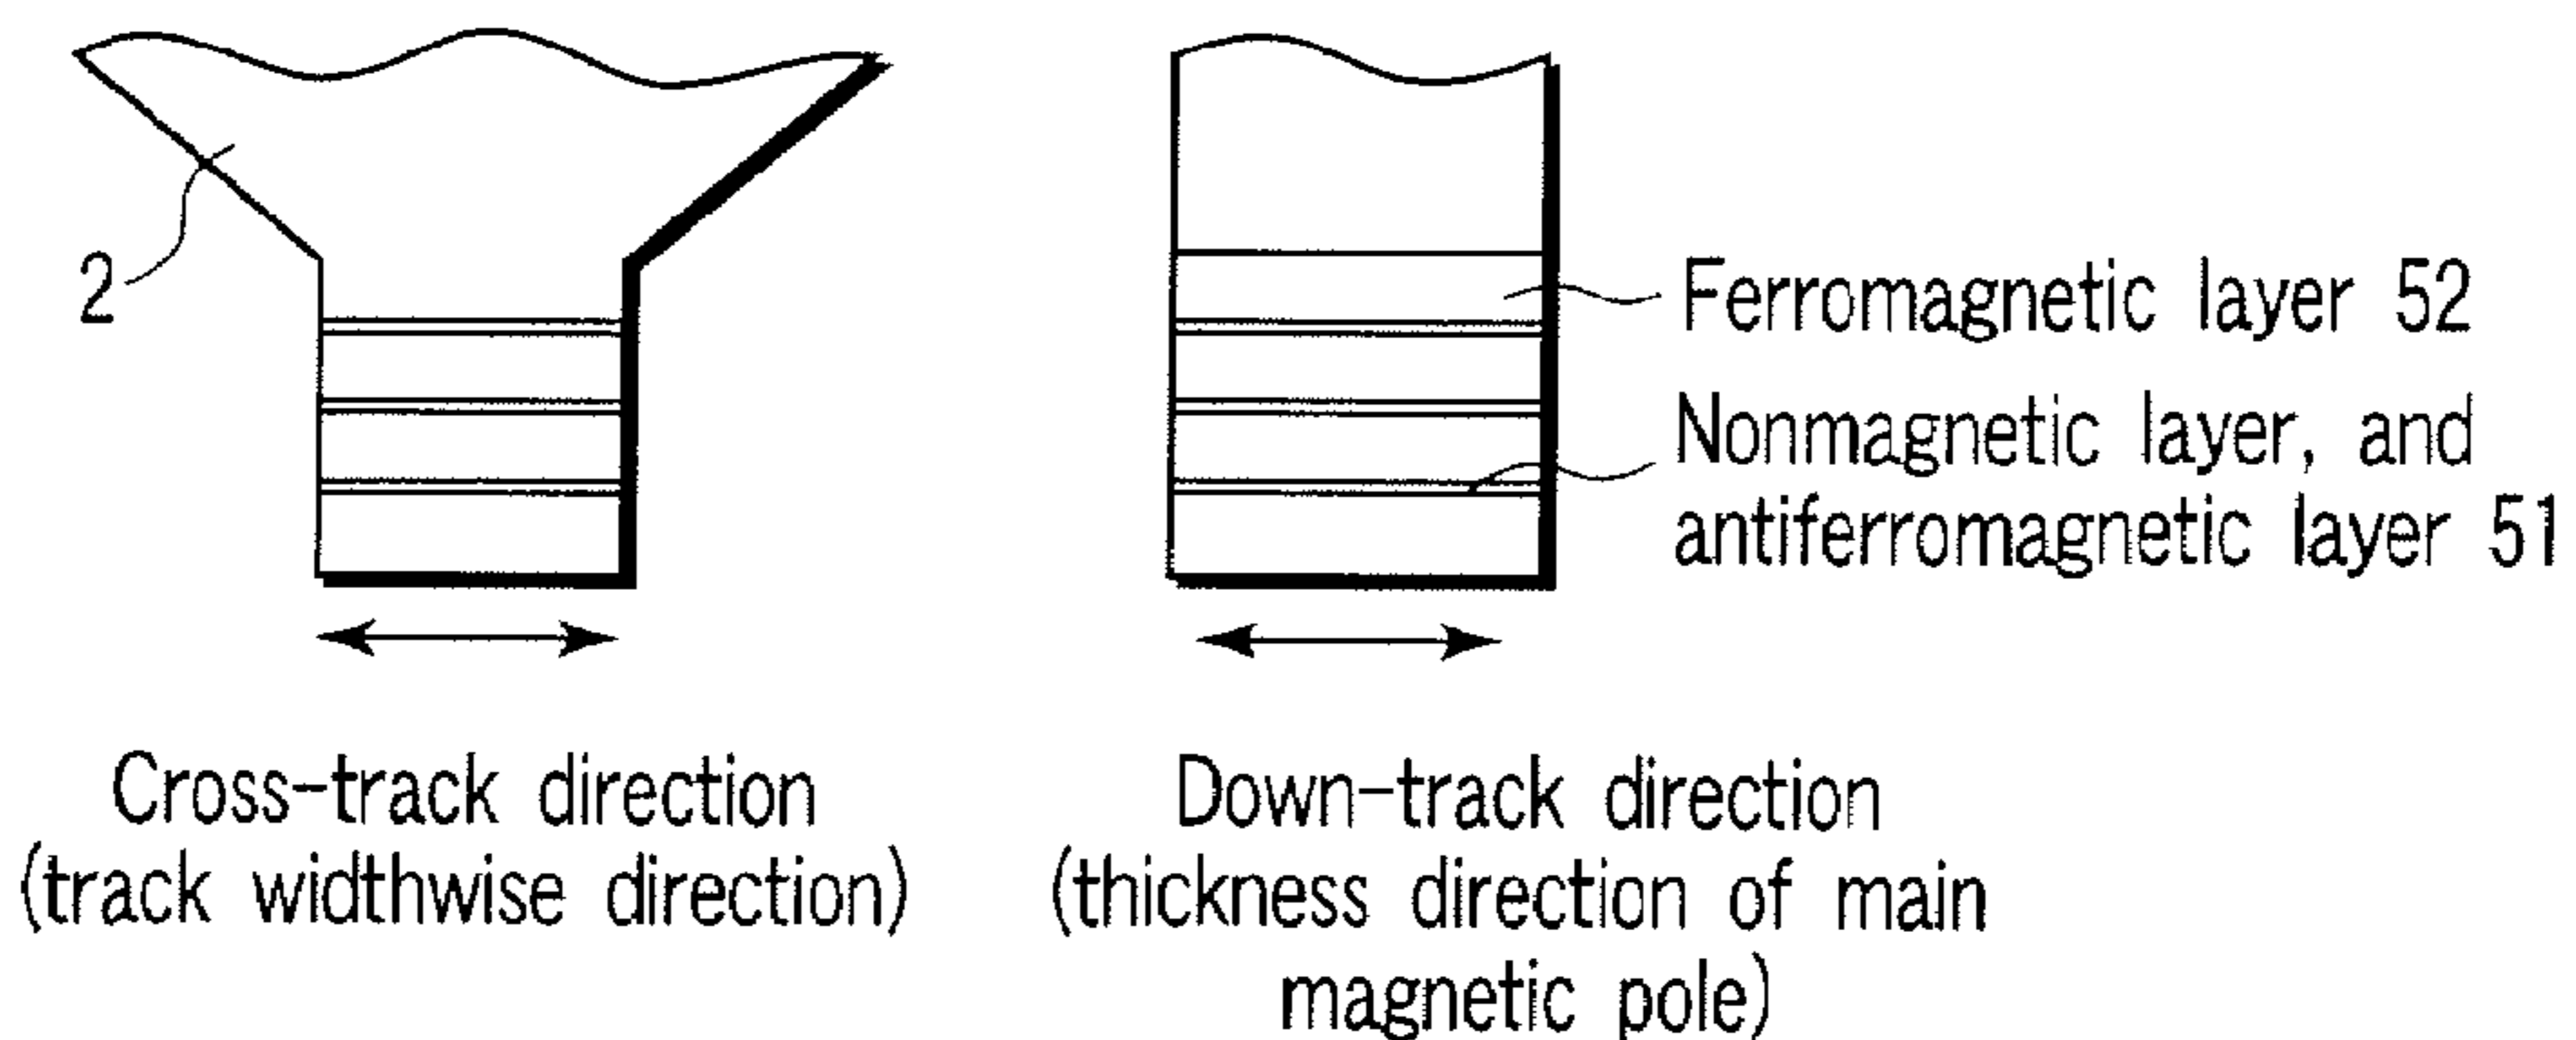 2
Ferromagnetic layer 52
Nonmagnetic layer, and
antiferromagnetic layer 51
Cross-track direction
(track widthwise direction)
Down-track direction
(thickness direction of main
magnetic pole)